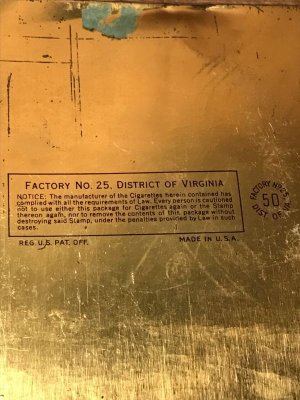 FACTORY No. 25, DISTRICT OF VIRGINIA
NOTICE: The manufacturer of the Cigarettes herein contained has
complied with all the requirements of Law. Every person is cautioned
not to use either this package for Cigarettes again or the Stamp
thereon again, nor to remove the contents of this package without
destroying said Stamp, under the penalties provided by Law in such
cases.
REG. U.S. PAT. OFF. MADE IN U.S.A.
FACTORY No 25
50
DIST. OF VA.